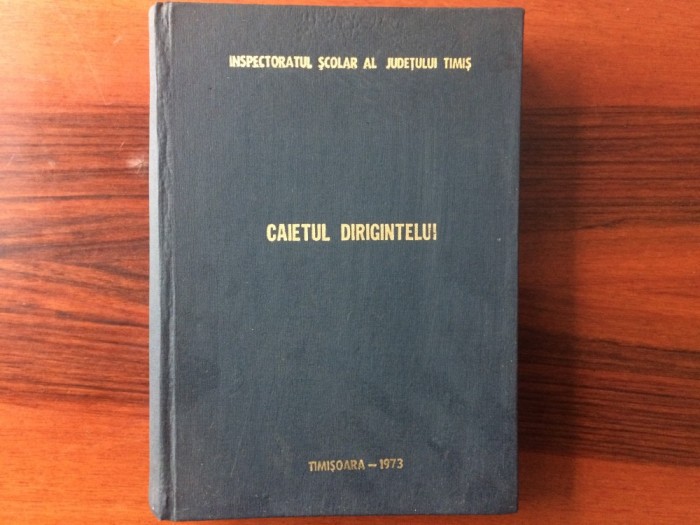 INSPECTORATUL ŞCOLAR AL JUDEŢULUI TIMIŞ
CAIETUL DIRIGINTELUI
TIMIŞOARA — 1973